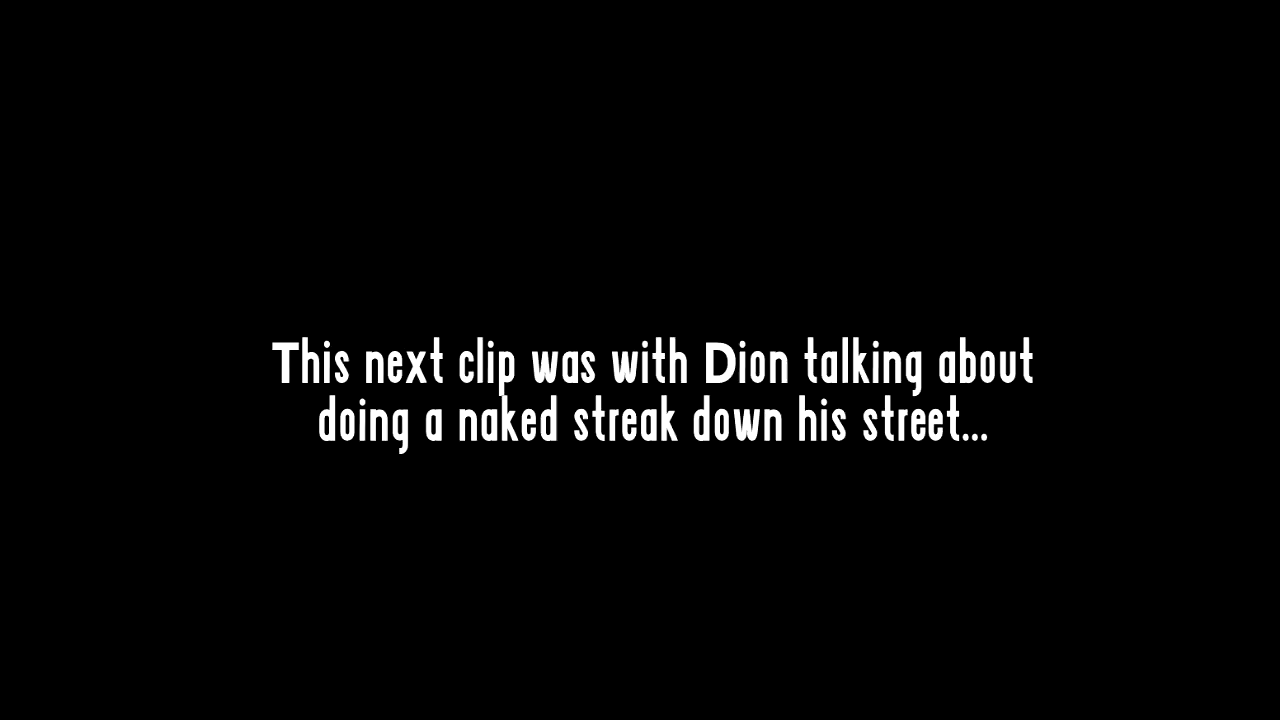 This next clip was with Dion talking about
doing a naked streak down his street...